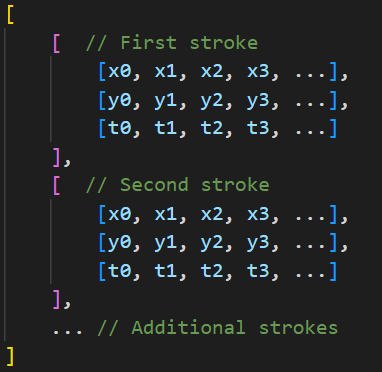 [
    [  // First stroke
        [x0, x1, x2, x3, ...],
        [y0, y1, y2, y3, ...],
        [t0, t1, t2, t3, ...]
    ],
    [  // Second stroke
        [x0, x1, x2, x3, ...],
        [y0, y1, y2, y3, ...],
        [t0, t1, t2, t3, ...]
    ],
    ... // Additional strokes
]